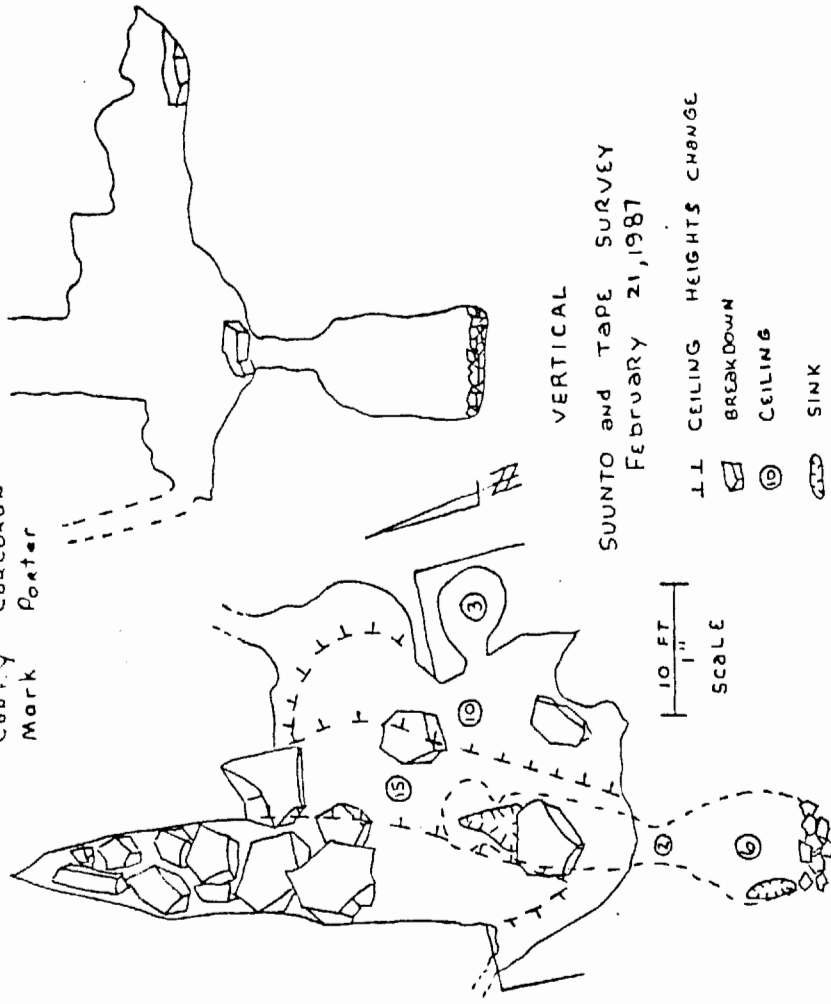 Mark Porter
VERTICAL
SUUNTO and TAPE SURVEY
FEbruary 21, 1987
CEILING HEIGHTS CHANGE
BREAKDOWN
10 CEILING
SINK
10 FT
1"
SCALE
3
10
15
2
6
N